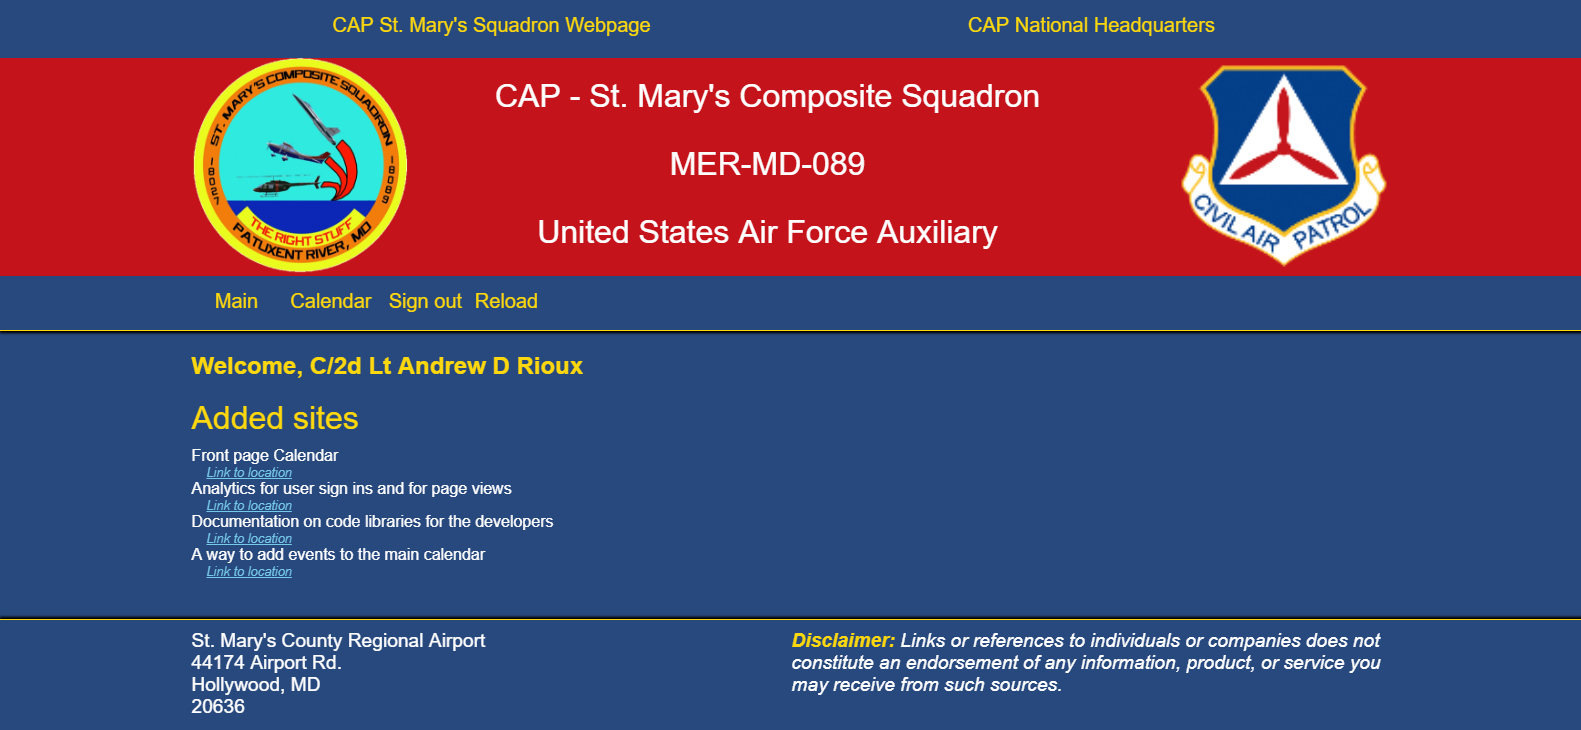 CAP St. Mary's Squadron Webpage
CAP National Headquarters
ST. MARY'S COMPOSITE SQUADRON
18027
18089
THE RIGHT STUFF
PATUXENT RIVER, MD
CAP - St. Mary's Composite Squadron
MER-MD-089
United States Air Force Auxiliary
CIVIL AIR PATROL
Main Calendar Sign out Reload
Welcome, C/2d Lt Andrew D Rioux
Added sites
Front page Calendar
Link to location
Analytics for user sign ins and for page views
Link to location
Documentation on code libraries for the developers
Link to location
A way to add events to the main calendar
Link to location
St. Mary's County Regional Airport
44174 Airport Rd.
Hollywood, MD
20636
Disclaimer: Links or references to individuals or companies does not
constitute an endorsement of any information, product, or service you
may receive from such sources.